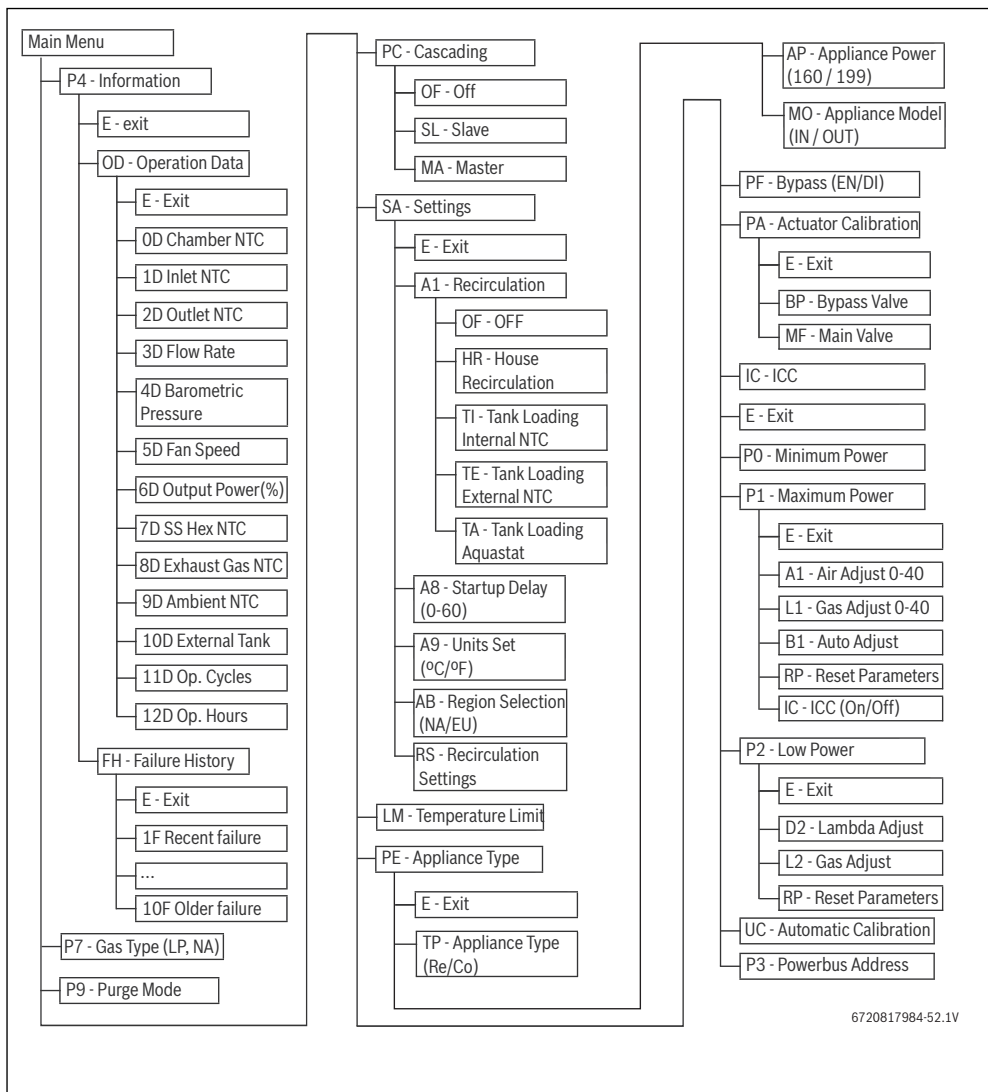 Main Menu
P4 - Information
E - exit
OD - Operation Data
E - Exit
0D Chamber NTC
1D Inlet NTC
2D Outlet NTC
3D Flow Rate
4D Barometric
Pressure
5D Fan Speed
6D Output Power(%)
7D SS Hex NTC
8D Exhaust Gas NTC
9D Ambient NTC
10D External Tank
11D Op. Cycles
12D Op. Hours
FH - Failure History
E - Exit
1F Recent failure
...
10F Older failure
P7 - Gas Type (LP, NA)
P9 - Purge Mode
PC - Cascading
OF - Off
SL - Slave
MA - Master
SA - Settings
E - Exit
A1 - Recirculation
OF - OFF
HR - House
Recirculation
TI - Tank Loading
Internal NTC
TE - Tank Loading
External NTC
TA - Tank Loading
Aquastat
A8 - Startup Delay
(0-60)
A9 - Units Set
(ºC/ºF)
AB - Region Selection
(NA/EU)
RS - Recirculation
Settings
LM - Temperature Limit
PE - Appliance Type
E - Exit
TP - Appliance Type
(Re/Co)
AP - Appliance Power
(160 / 199)
MO - Appliance Model
(IN / OUT)
PF - Bypass (EN/DI)
PA - Actuator Calibration
E - Exit
BP - Bypass Valve
MF - Main Valve
IC - ICC
E - Exit
P0 - Minimum Power
P1 - Maximum Power
E - Exit
A1 - Air Adjust 0-40
L1 - Gas Adjust 0-40
B1 - Auto Adjust
RP - Reset Parameters
IC - ICC (On/Off)
P2 - Low Power
E - Exit
D2 - Lambda Adjust
L2 - Gas Adjust
RP - Reset Parameters
UC - Automatic Calibration
P3 - Powerbus Address
6720817984-52.1V